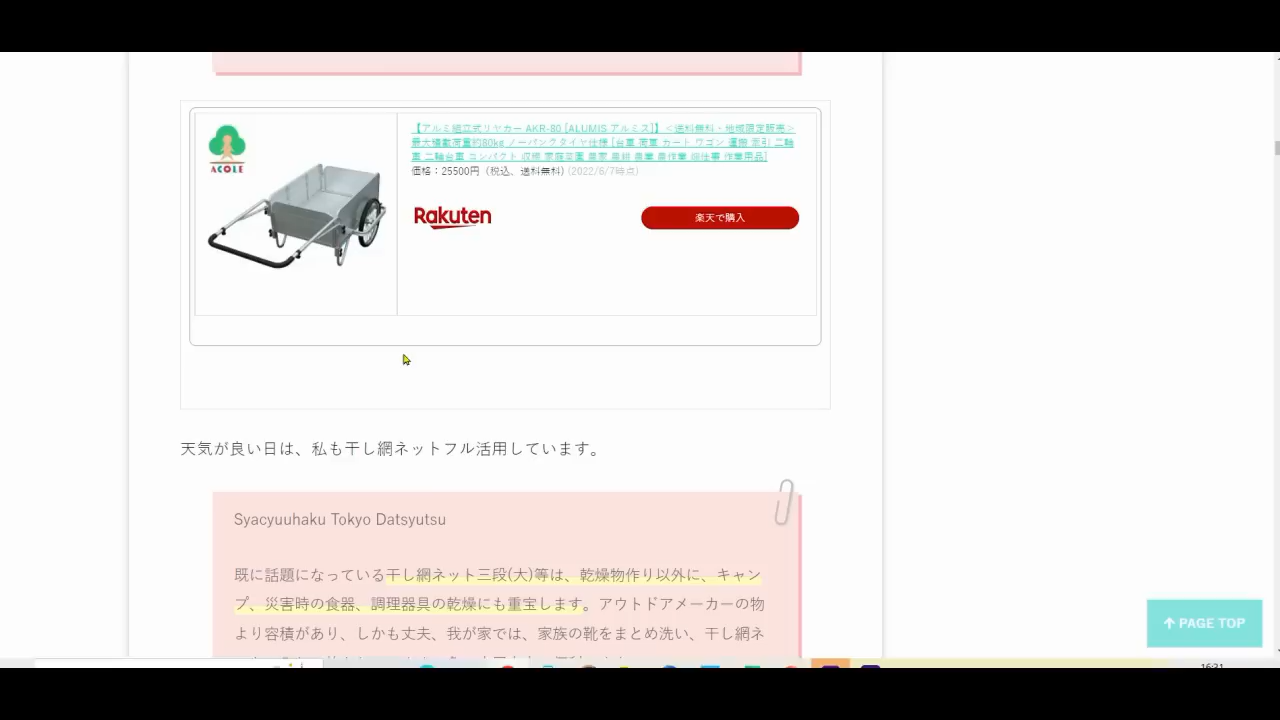 ACOLE
【アルミ組立式リヤカー AKR-80 [ALUMIS アルミス]】＜送料無料・地域限定販売＞
最大積載荷重約80kg ノーパンクタイヤ仕様 [台車 荷車 カート ワゴン 運搬 牽引 二輪
車 二輪台車 コンパクト 収穫 家庭菜園 農家 農耕 農業 農作業 畑仕事 作業用品]
価格：25500円（税込、送料無料) (2022/6/7時点)
Rakuten
楽天で購入
天気が良い日は、私も干し網ネットフル活用しています。
Syacyuuhaku Tokyo Datsyutsu
既に話題になっている干し網ネット三段(大)等は、乾燥物作り以外に、キャン
プ、災害時の食器、調理器具の乾燥にも重宝します。アウトドアメーカーの物
より容積があり、しかも丈夫、我が家では、家族の靴をまとめ洗い、干し網ネ
↑ PAGE TOP
16:31